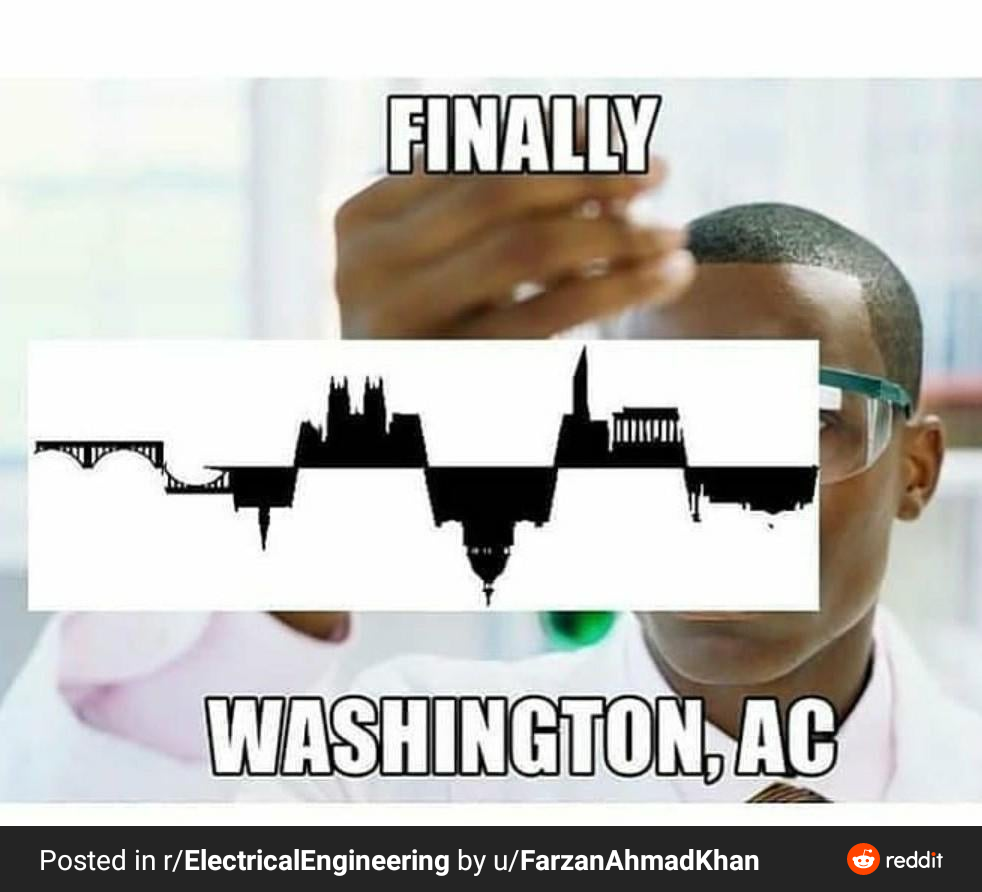 FINALLY
WASHINGTON, AC
Posted in r/ElectricalEngineering by u/FarzanAhmadKhan
reddit